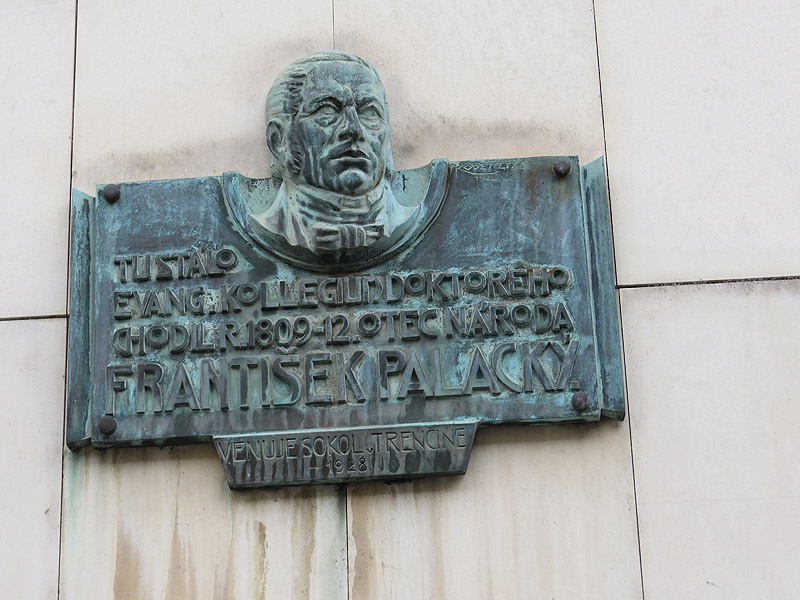 TU STÁLO
EVANG. KOLLEGIUM, DO KTORÉHO
CHODIL R. 1809-12. OTEC NÁRODA
FRANTIŠEK PALACKÝ
VENUJE SOKOL V TRENČÍNE
1928